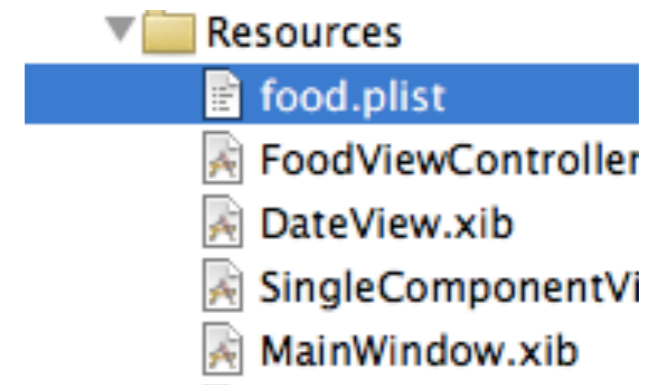 Resources
food.plist
FoodViewController
DateView.xib
SingleComponentVi
MainWindow.xib